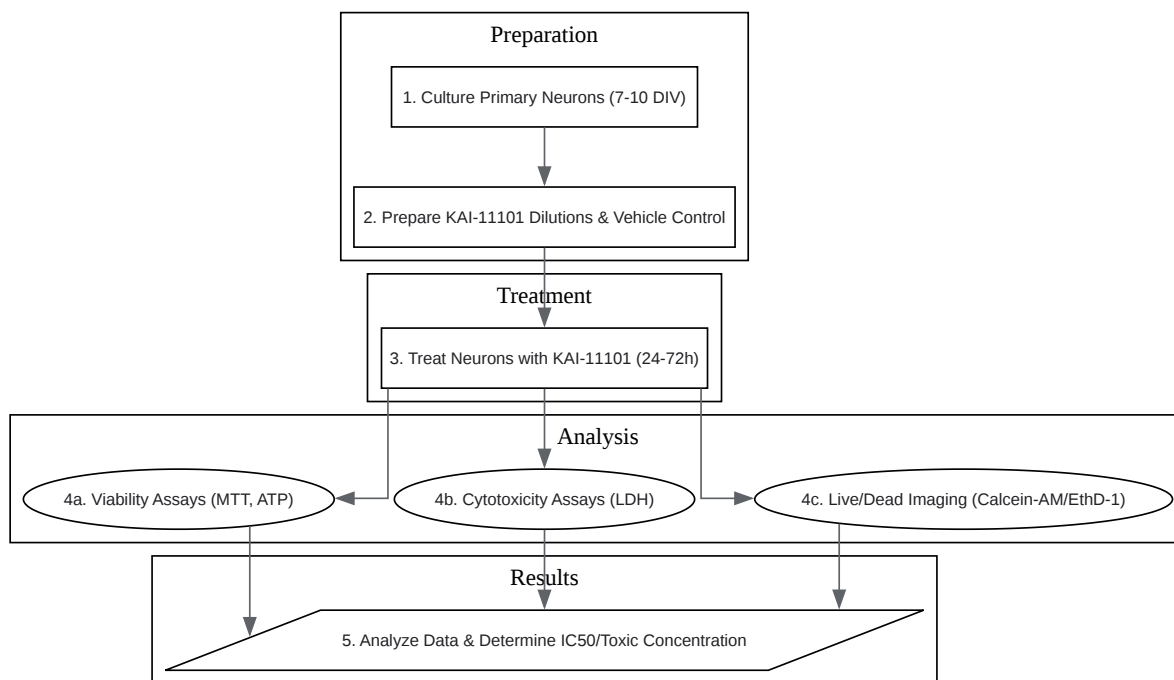 Preparation
1. Culture Primary Neurons (7-10 DIV)
2. Prepare KAI-11101 Dilutions & Vehicle Control
Treatment
3. Treat Neurons with KAI-11101 (24-72h)
Analysis
4a. Viability Assays (MTT, ATP)
4b. Cytotoxicity Assays (LDH)
4c. Live/Dead Imaging (Calcein-AM/EthD-1)
Results
5. Analyze Data & Determine IC50/Toxic Concentration